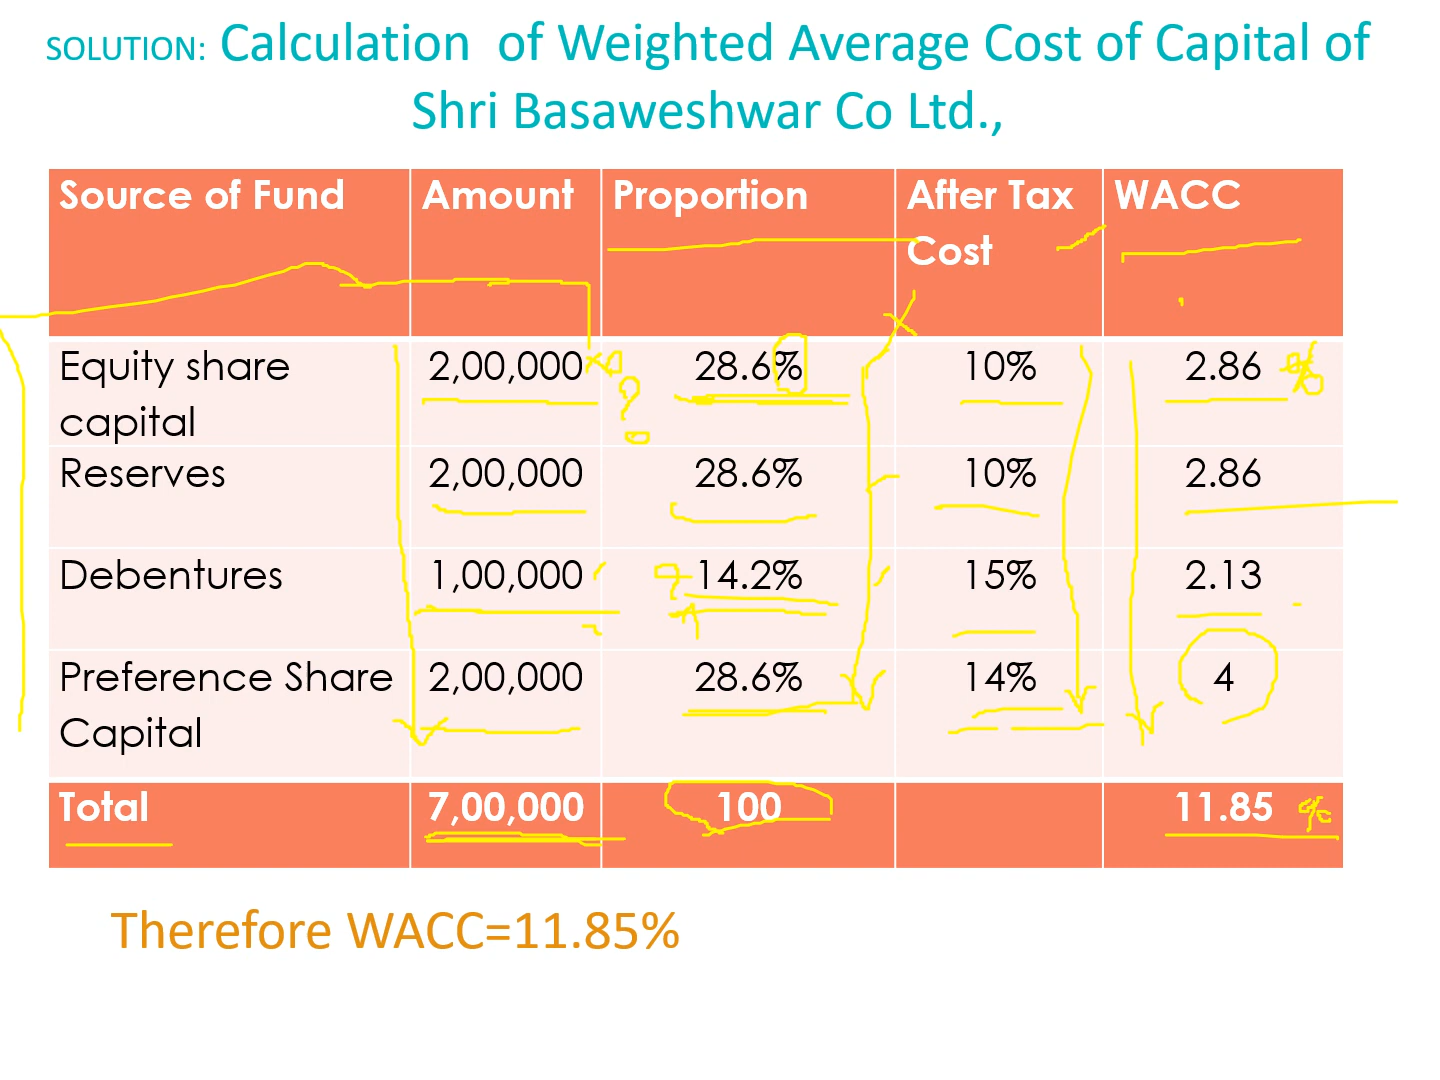 SOLUTION: Calculation of Weighted Average Cost of Capital of
Shri Basaweshwar Co Ltd.,
Source of Fund Amount Proportion After Tax Cost WACC
Equity share capital 2,00,000 28.6% 10% 2.86 %
Reserves 2,00,000 28.6% 10% 2.86
Debentures 1,00,000 14.2% 15% 2.13
Preference Share Capital 2,00,000 28.6% 14% 4
Total 7,00,000 100 11.85 %
Therefore WACC=11.85%